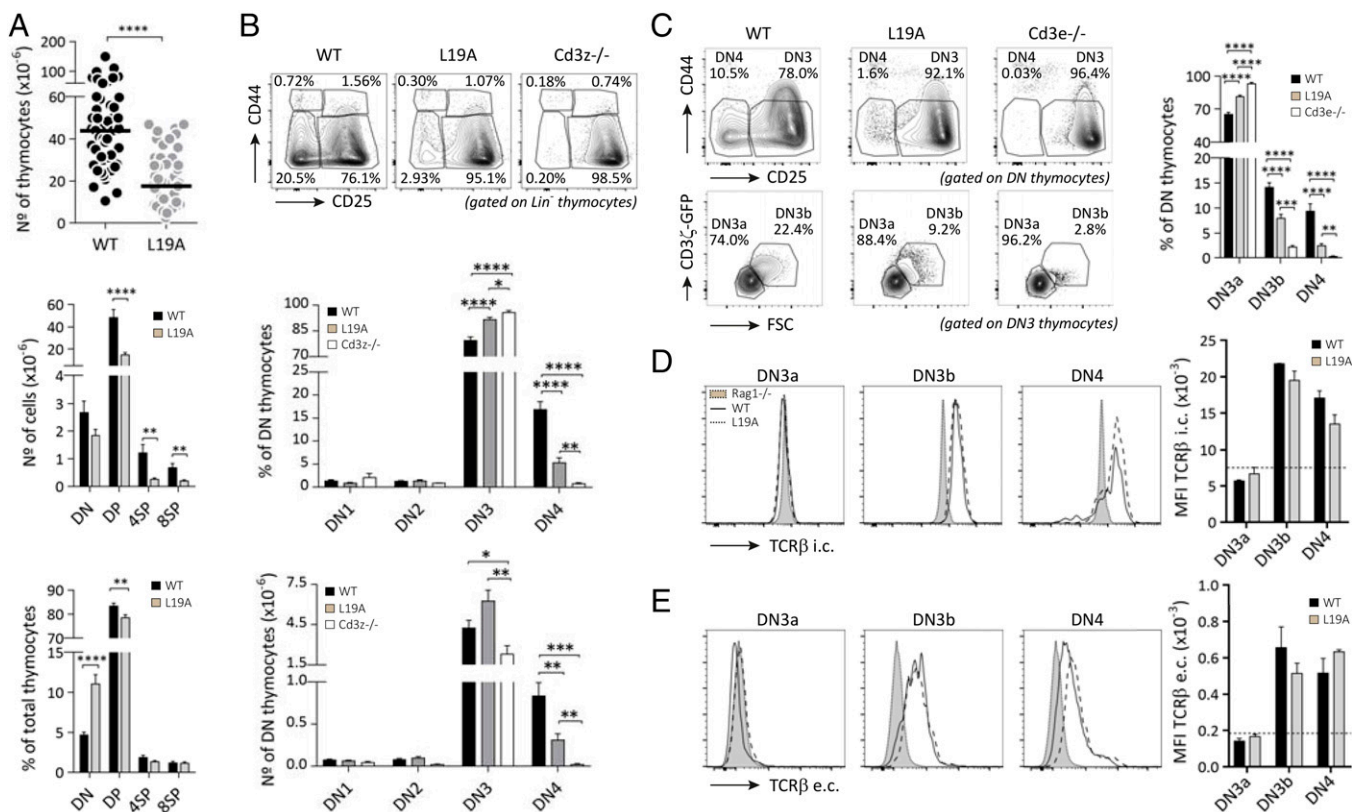 A
****
Nº of thymocytes (x10⁻⁶)
200
100
60
40
20
0
WT
L19A
Nº of cells (x10⁻⁶)
60
40
20
4
3
2
1
0
****
**
**
WT
L19A
DN
DP
4SP
8SP
% of total thymocytes
90
80
70
60
15
10
5
0
****
**
WT
L19A
DN
DP
4SP
8SP
B
WT
L19A
Cd3z-/-
0.72%
1.56%
0.30%
1.07%
0.18%
0.74%
CD44
20.5%
76.1%
2.93%
95.1%
0.20%
98.5%
CD25
(gated on Lin⁻ thymocytes)
% of DN thymocytes
100
85
70
25
20
15
10
5
0
****
*
****
****
****
**
WT
L19A
Cd3z-/-
DN1
DN2
DN3
DN4
Nº of DN thymocytes (x10⁻⁶)
7.5
4.5
1.5
1.0
0.5
0.0
*
**
***
**
**
WT
L19A
Cd3z-/-
DN1
DN2
DN3
DN4
C
WT
L19A
Cd3e-/-
CD44
DN4
10.5%
DN3
78.0%
DN4
1.6%
DN3
92.1%
DN4
0.03%
DN3
96.4%
CD25
(gated on DN thymocytes)
CD3ζ-GFP
DN3a
74.0%
DN3b
22.4%
DN3a
88.4%
DN3b
9.2%
DN3a
96.2%
DN3b
2.8%
FSC
(gated on DN3 thymocytes)
% of DN thymocytes
100
70
40
20
15
10
5
0
****
****
****
****
****
***
****
****
**
WT
L19A
Cd3e-/-
DN3a
DN3b
DN4
D
DN3a
DN3b
DN4
Rag1-/-
WT
L19A
TCRβ i.c.
MFI TCRβ i.c. (x10⁻³)
25
20
15
10
5
0
WT
L19A
DN3a
DN3b
DN4
E
DN3a
DN3b
DN4
TCRβ e.c.
MFI TCRβ e.c. (x10⁻³)
1.0
0.8
0.6
0.4
0.2
0.0
WT
L19A
DN3a
DN3b
DN4